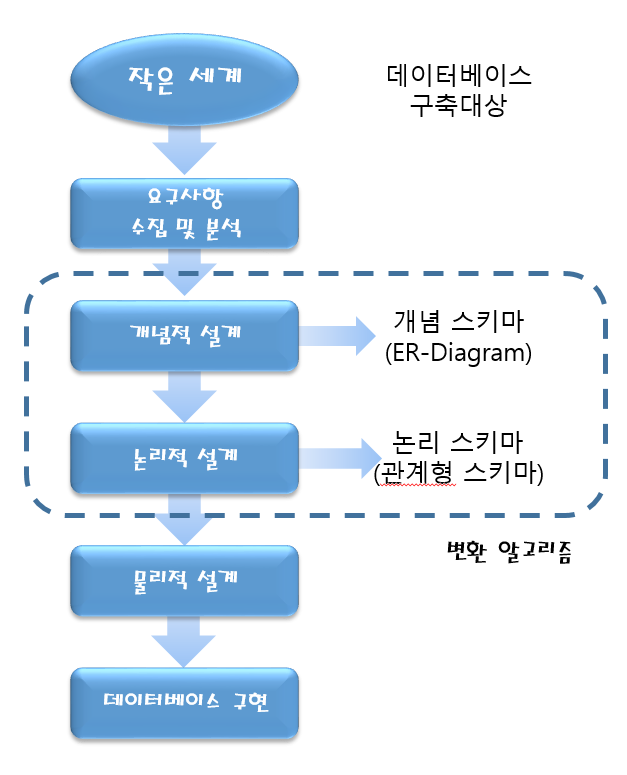 작은 세계
데이터베이스
구축대상
요구사항
수집 및 분석
개념적 설계
개념 스키마
(ER-Diagram)
논리적 설계
논리 스키마
(관계형 스키마)
변환 알고리즘
물리적 설계
데이터베이스 구현